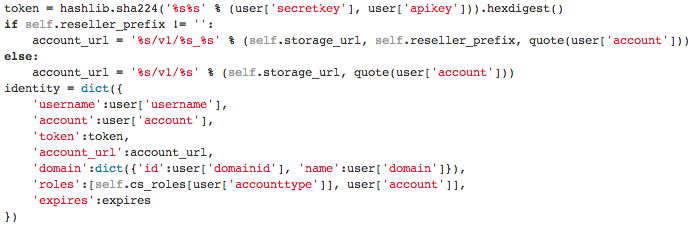 token = hashlib.sha224('%s%s' % (user['secretkey'], user['apikey'])).hexdigest()
if self.reseller_prefix != '':
    account_url = '%s/v1/%s_%s' % (self.storage_url, self.reseller_prefix, quote(user['account']))
else:
    account_url = '%s/v1/%s' % (self.storage_url, quote(user['account']))
identity = dict({
    'username':user['username'],
    'account':user['account'],
    'token':token,
    'account_url':account_url,
    'domain':dict({'id':user['domainid'], 'name':user['domain']}),
    'roles':[self.cs_roles[user['accounttype']], user['account']],
    'expires':expires
})